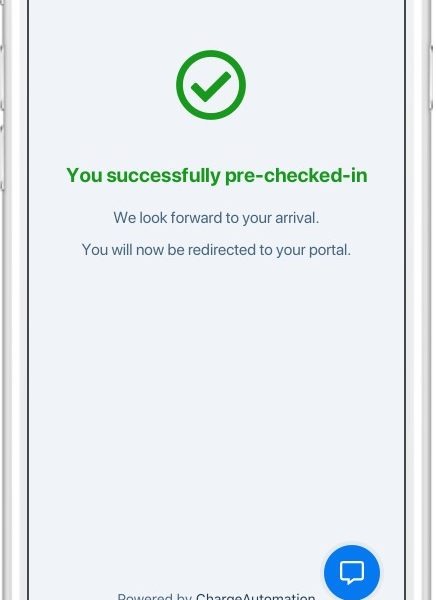 You successfully pre-checked-in
We look forward to your arrival.
You will now be redirected to your portal.
Powered by ChargeAutomation